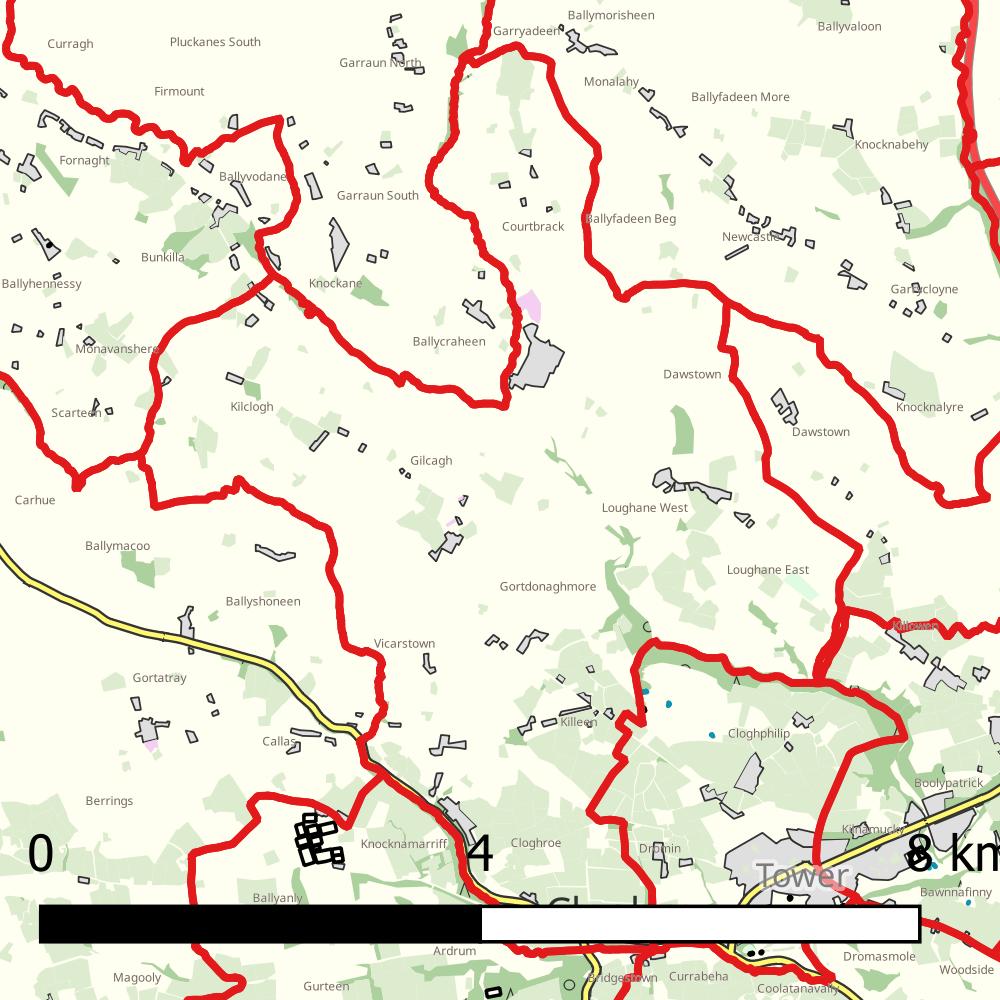 Ballymorisheen
Ballyvaloon
Garryadeen
Curragh
Pluckanes South
Garraun North
Monalahy
Firmount
Ballyfadeen More
Knocknabehy
Fornaght
Ballyvodane
Garraun South
Ballyfadeen Beg
Courtbrack
Newcastle
Bunkilla
Ballyhennessy
Knockane
Garrycloyne
Ballycraheen
Monavanshere
Dawstown
Scarteen
Kilclogh
Knocknalyre
Dawstown
Gilcagh
Carhue
Loughane West
Ballymacoo
Loughane East
Gortdonaghmore
Ballyshoneen
Killowen
Vicarstown
Gortatray
Killeen
Cloghphilip
Callas
Boolypatrick
Berrings
Kilnamucky
Knocknamarriff
Cloghroe
Dromin
0 4 8 km
Tower
Bawnnafinny
Ballyanly
Ardrum
Dromasmole
Woodside
Magooly
Bridgestown
Currabeha
Gurteen
Coolatanavally